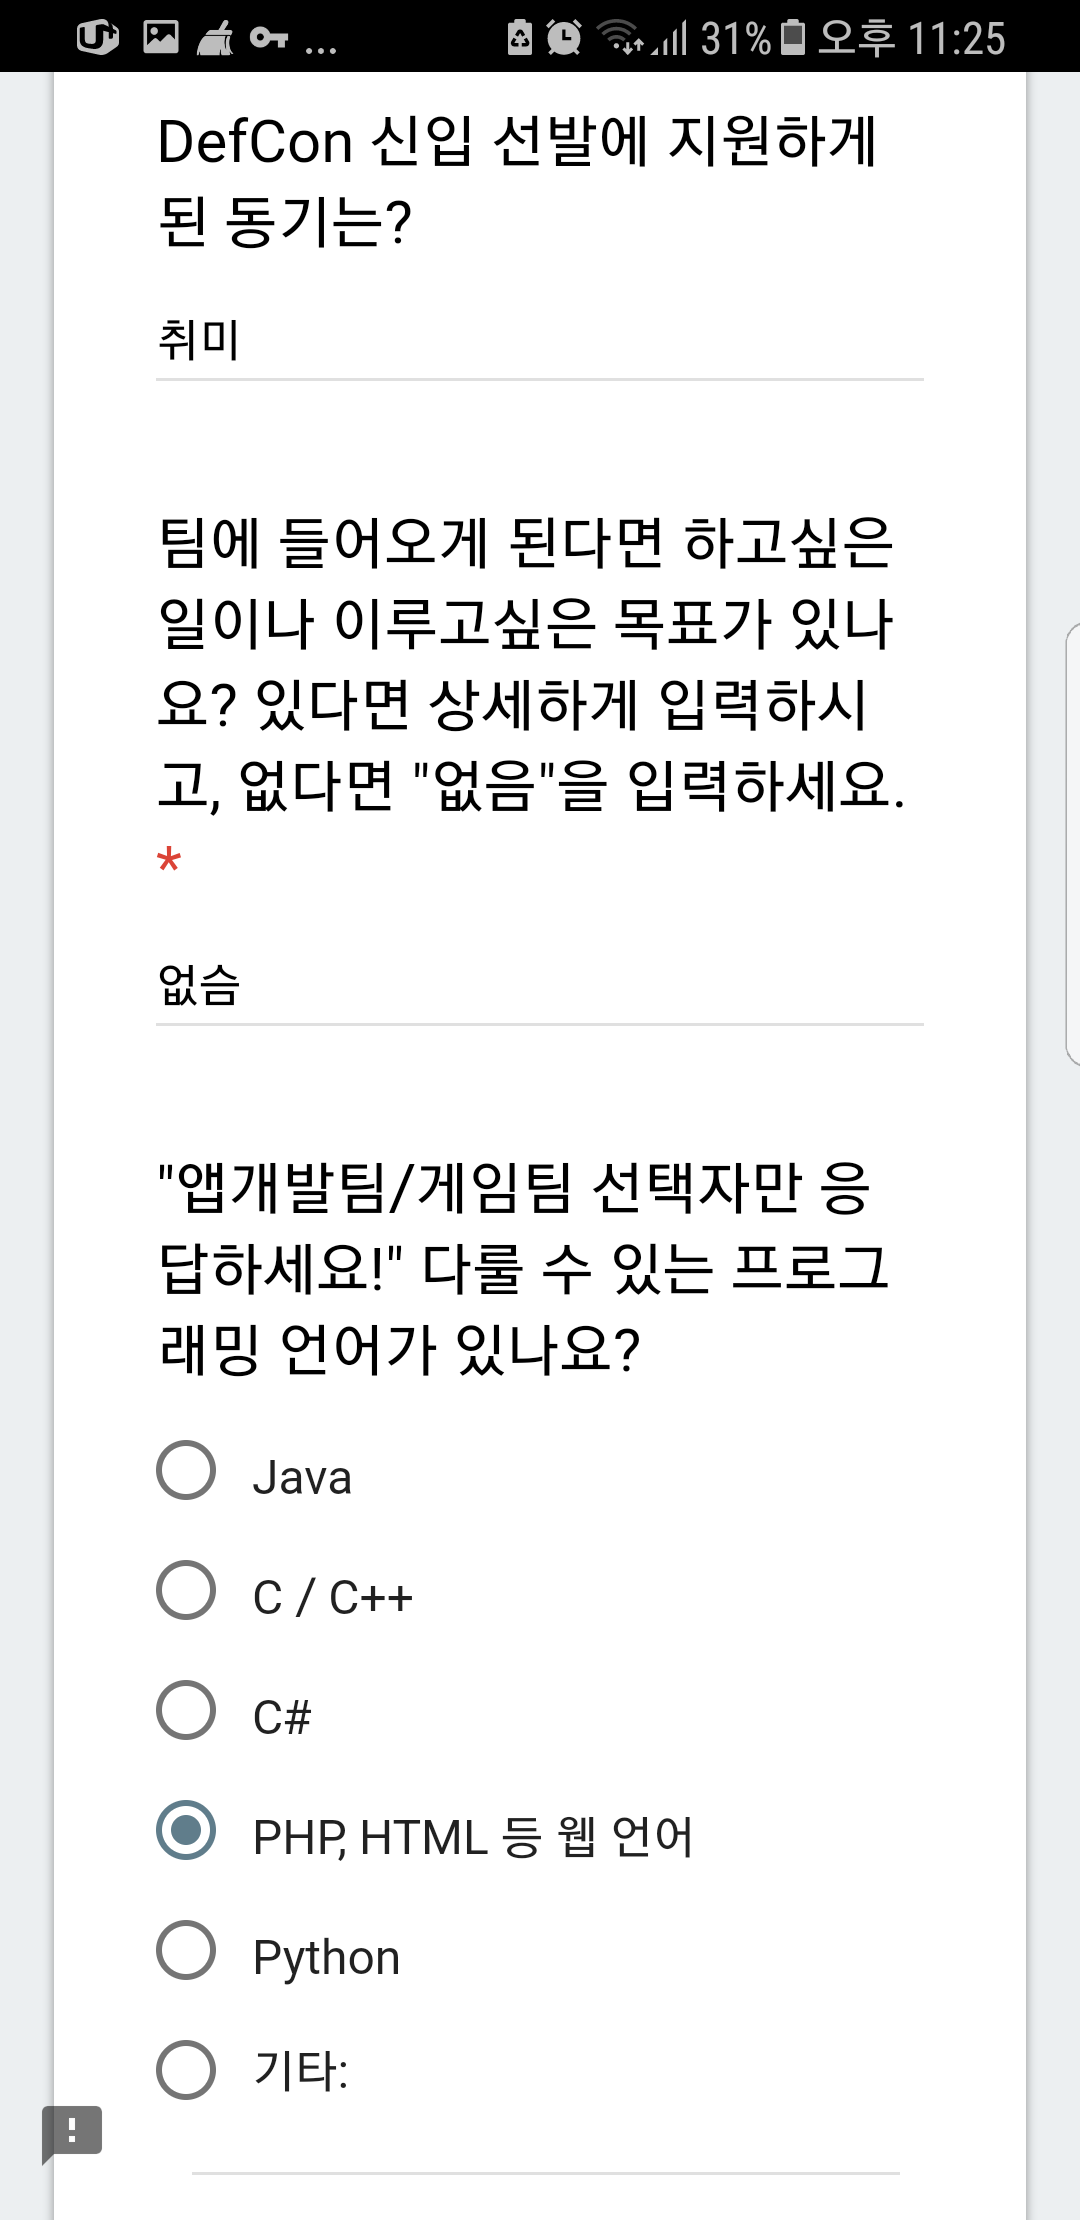 31% 오후 11:25
DefCon 신입 선발에 지원하게
된 동기는?
취미
팀에 들어오게 된다면 하고싶은
일이나 이루고싶은 목표가 있나
요? 있다면 상세하게 입력하시
고, 없다면 "없음"을 입력하세요.
*
없슴
"앱개발팀/게임팀 선택자만 응
답하세요!" 다룰 수 있는 프로그
래밍 언어가 있나요?
Java
C / C++
C#
PHP, HTML 등 웹 언어
Python
기타: